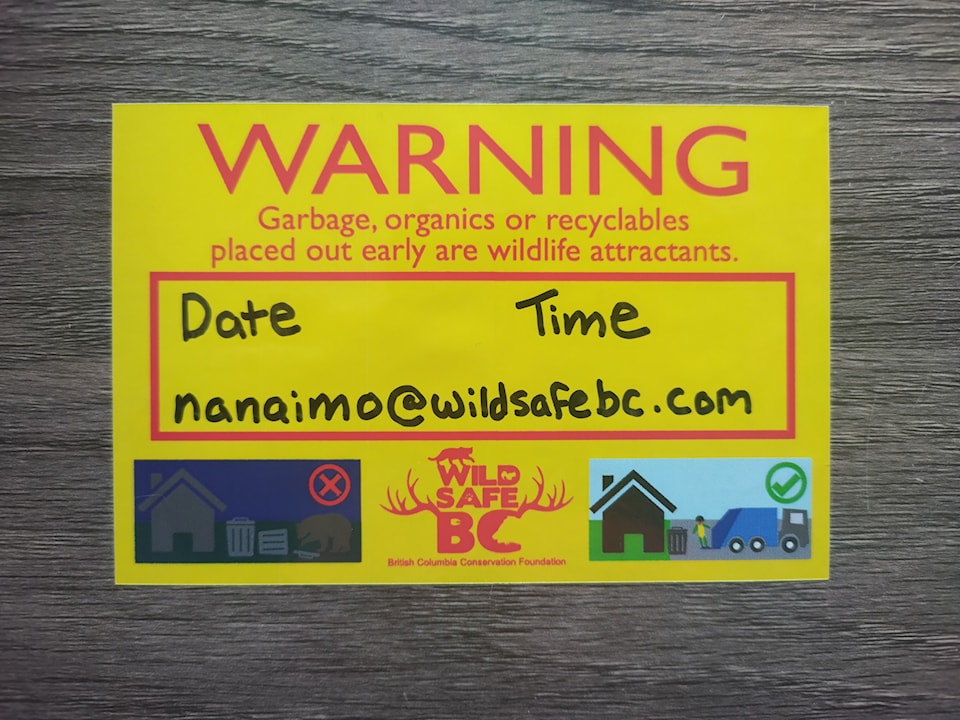 WARNING
Garbage, organics or recyclables
placed out early are wildlife attractants.
Date Time
nanaimo@wildsafebc.com
WILD
SAFE
BC
British Columbia Conservation Foundation